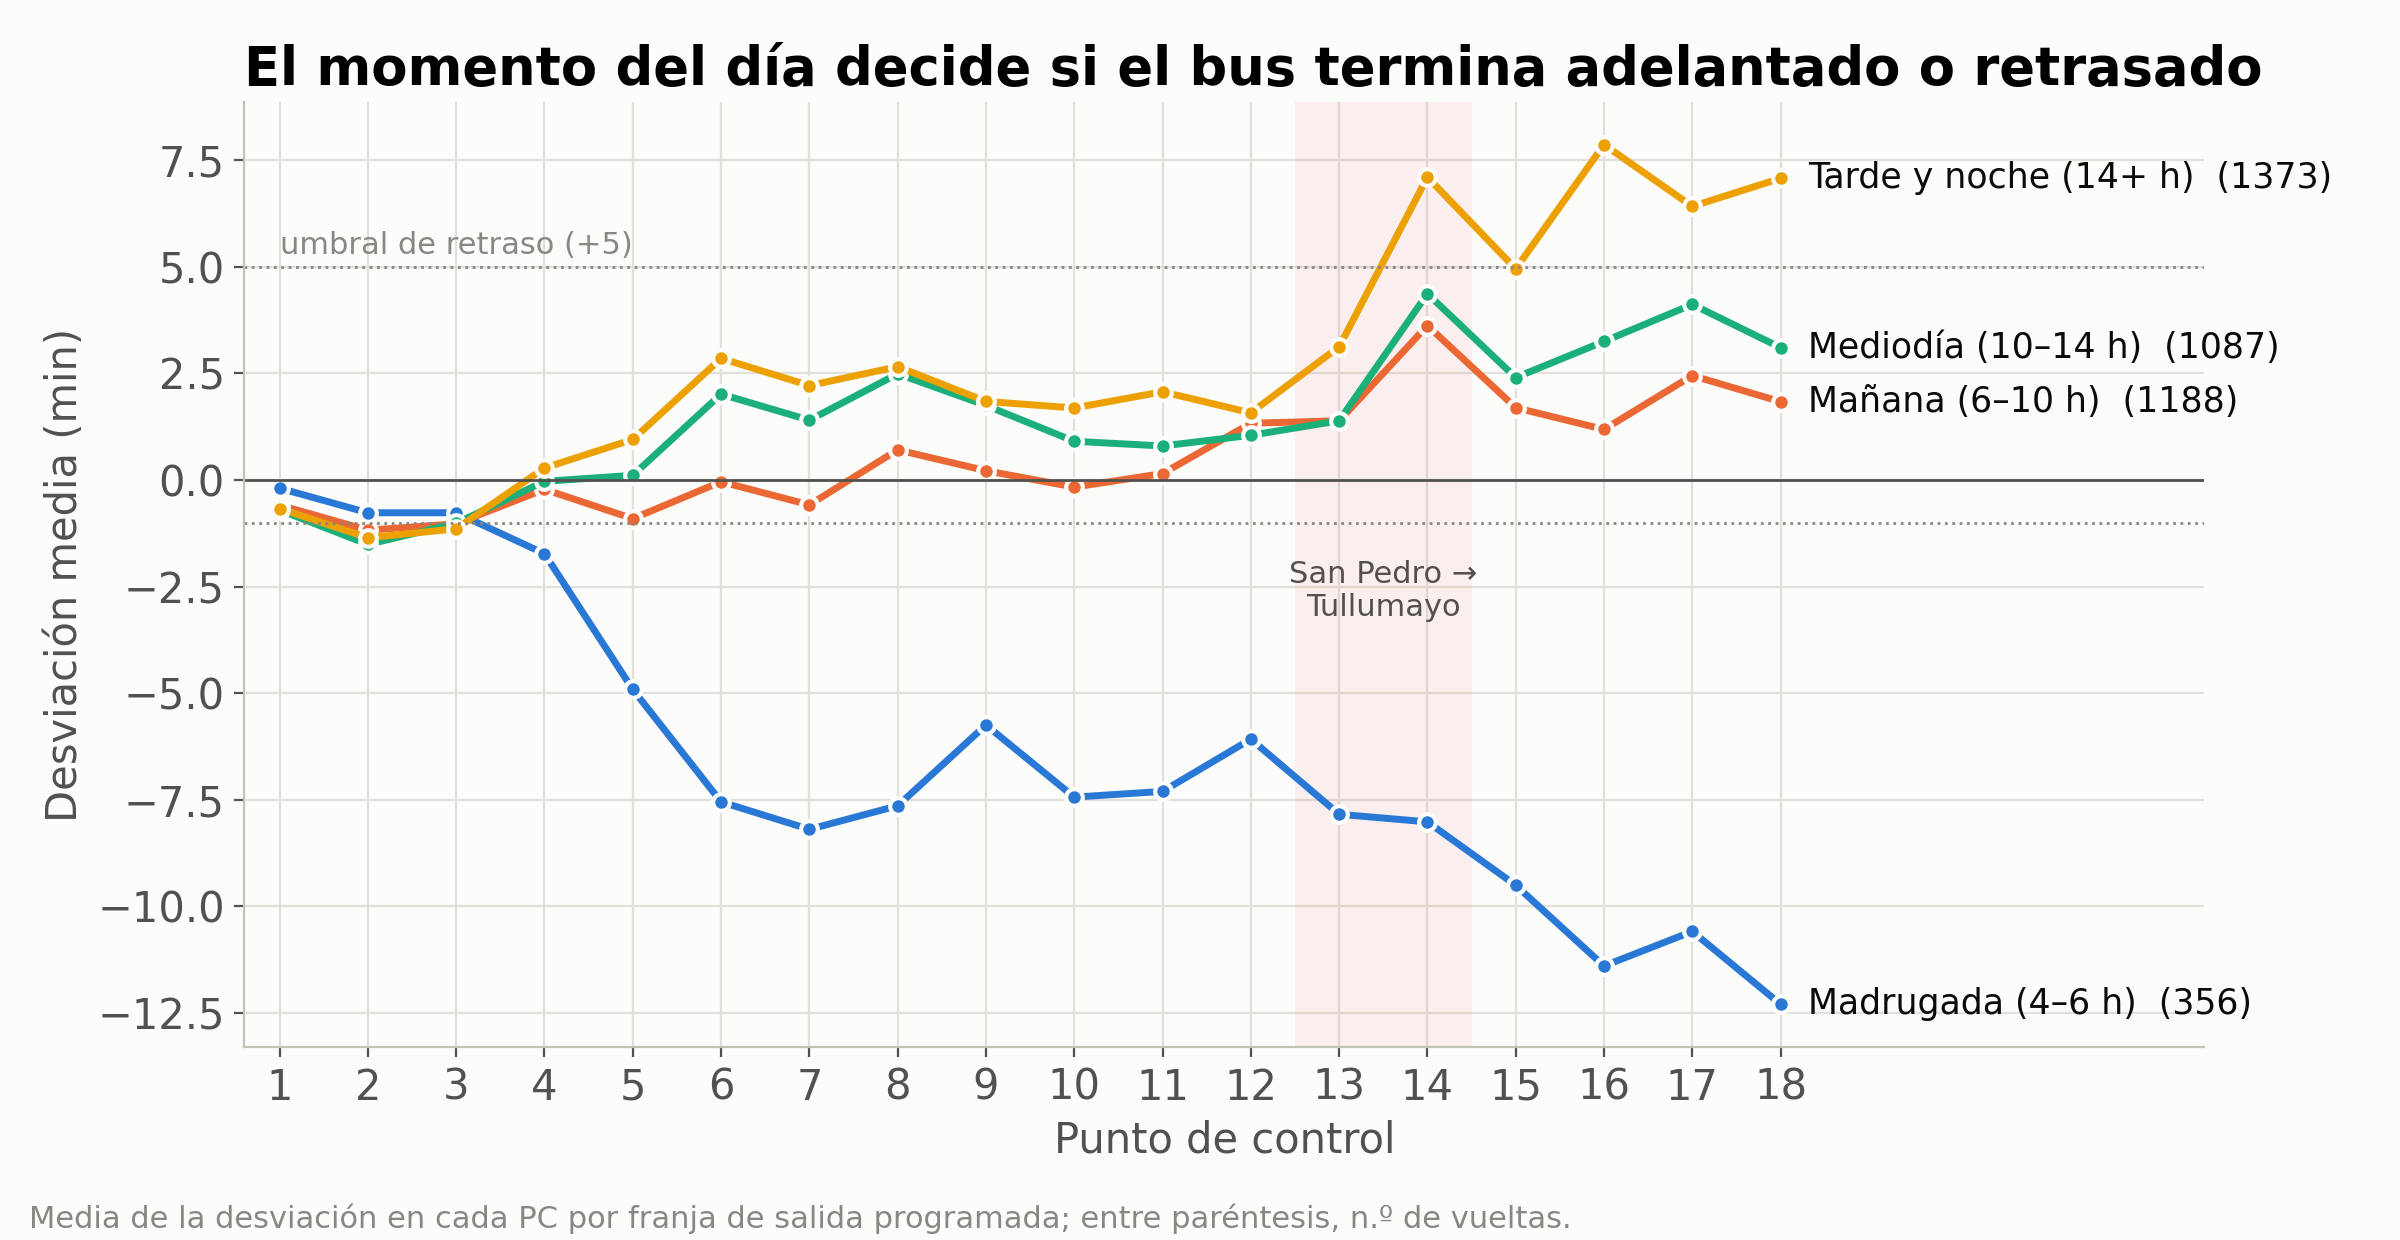 El momento del día decide si el bus termina adelantado o retrasado
Desviación media (min)
7.5
5.0
2.5
0.0
−2.5
−5.0
−7.5
−10.0
−12.5
umbral de retraso (+5)
San Pedro →
Tullumayo
Tarde y noche (14+ h)  (1373)
Mediodía (10–14 h)  (1087)
Mañana (6–10 h)  (1188)
Madrugada (4–6 h)  (356)
1 2 3 4 5 6 7 8 9 10 11 12 13 14 15 16 17 18
Punto de control
Media de la desviación en cada PC por franja de salida programada; entre paréntesis, n.º de vueltas.